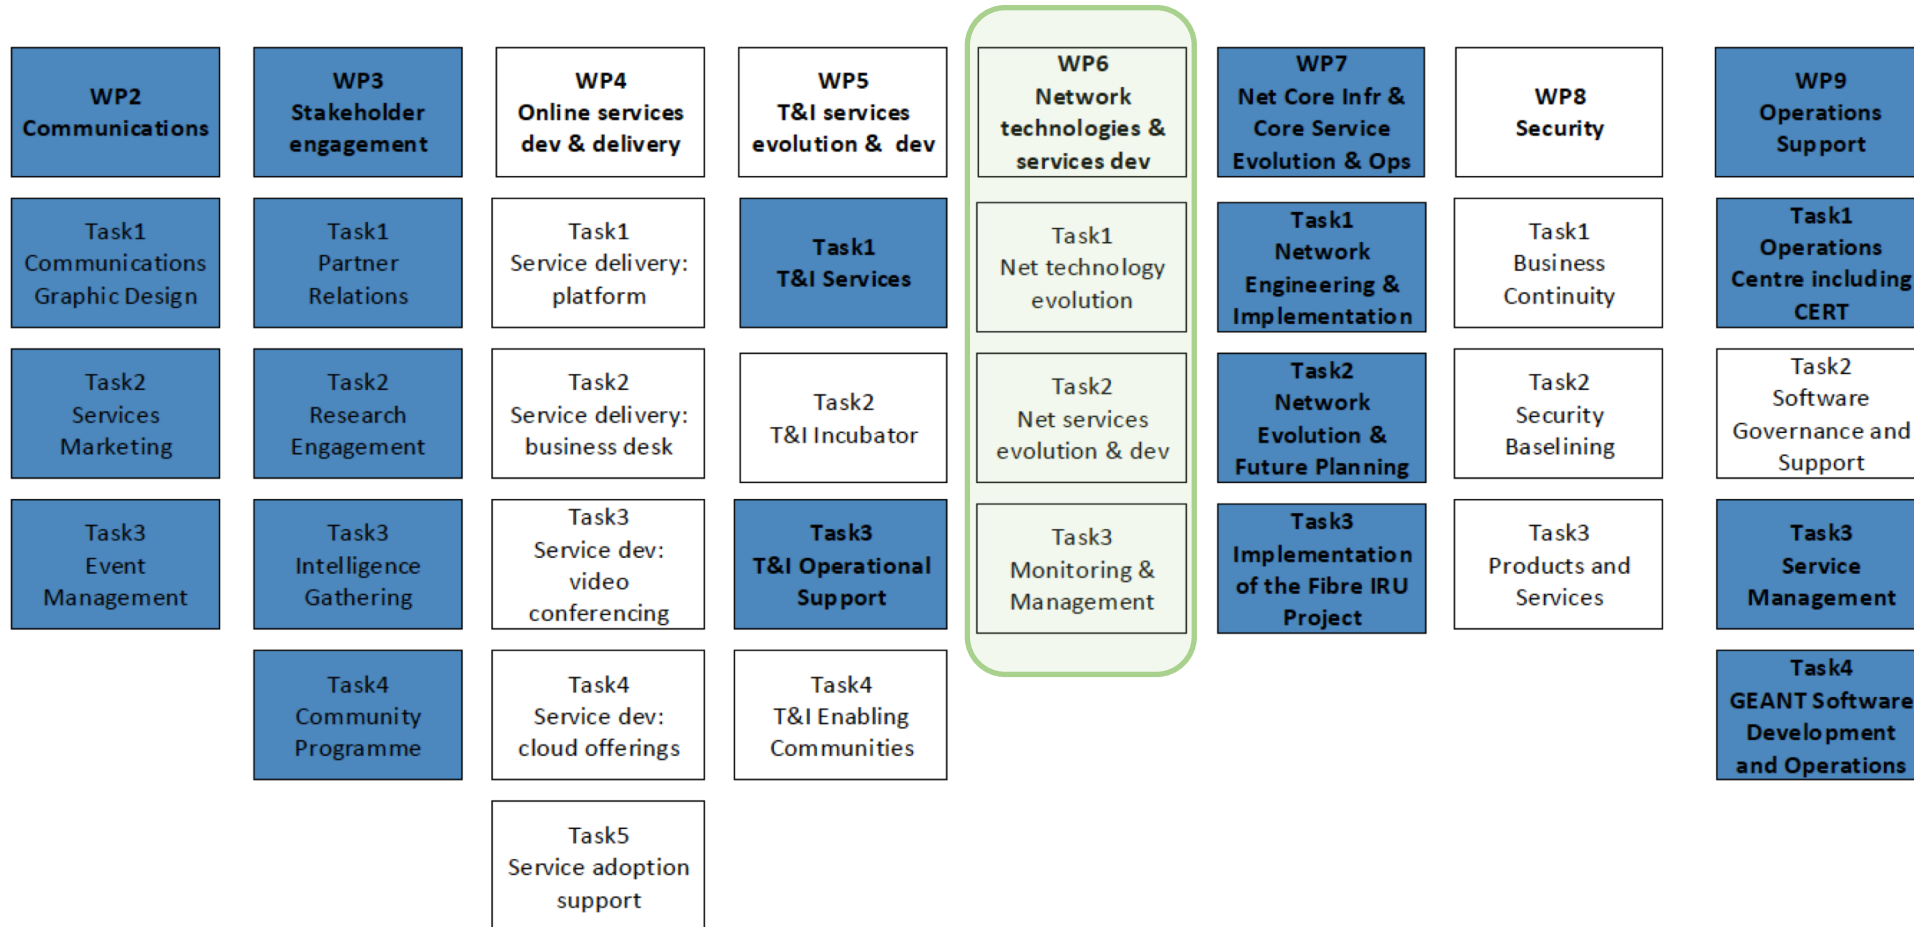 WP2
Communications
Task1
Communications
Graphic Design
Task2
Services
Marketing
Task3
Event
Management
WP3
Stakeholder
engagement
Task1
Partner
Relations
Task2
Research
Engagement
Task3
Intelligence
Gathering
Task4
Community
Programme
WP4
Online services
dev & delivery
Task1
Service delivery:
platform
Task2
Service delivery:
business desk
Task3
Service dev:
video
conferencing
Task4
Service dev:
cloud offerings
Task5
Service adoption
support
WP5
T&I services
evolution & dev
Task1
T&I Services
Task2
T&I Incubator
Task3
T&I Operational
Support
Task4
T&I Enabling
Communities
WP6
Network
technologies &
services dev
Task1
Net technology
evolution
Task2
Net services
evolution & dev
Task3
Monitoring &
Management
WP7
Net Core Infr &
Core Service
Evolution & Ops
Task1
Network
Engineering &
Implementation
Task2
Network
Evolution &
Future Planning
Task3
Implementation
of the Fibre IRU
Project
WP8
Security
Task1
Business
Continuity
Task2
Security
Baselining
Task3
Products and
Services
WP9
Operations
Support
Task1
Operations
Centre including
CERT
Task2
Software
Governance and
Support
Task3
Service
Management
Task4
GEANT Software
Development
and Operations